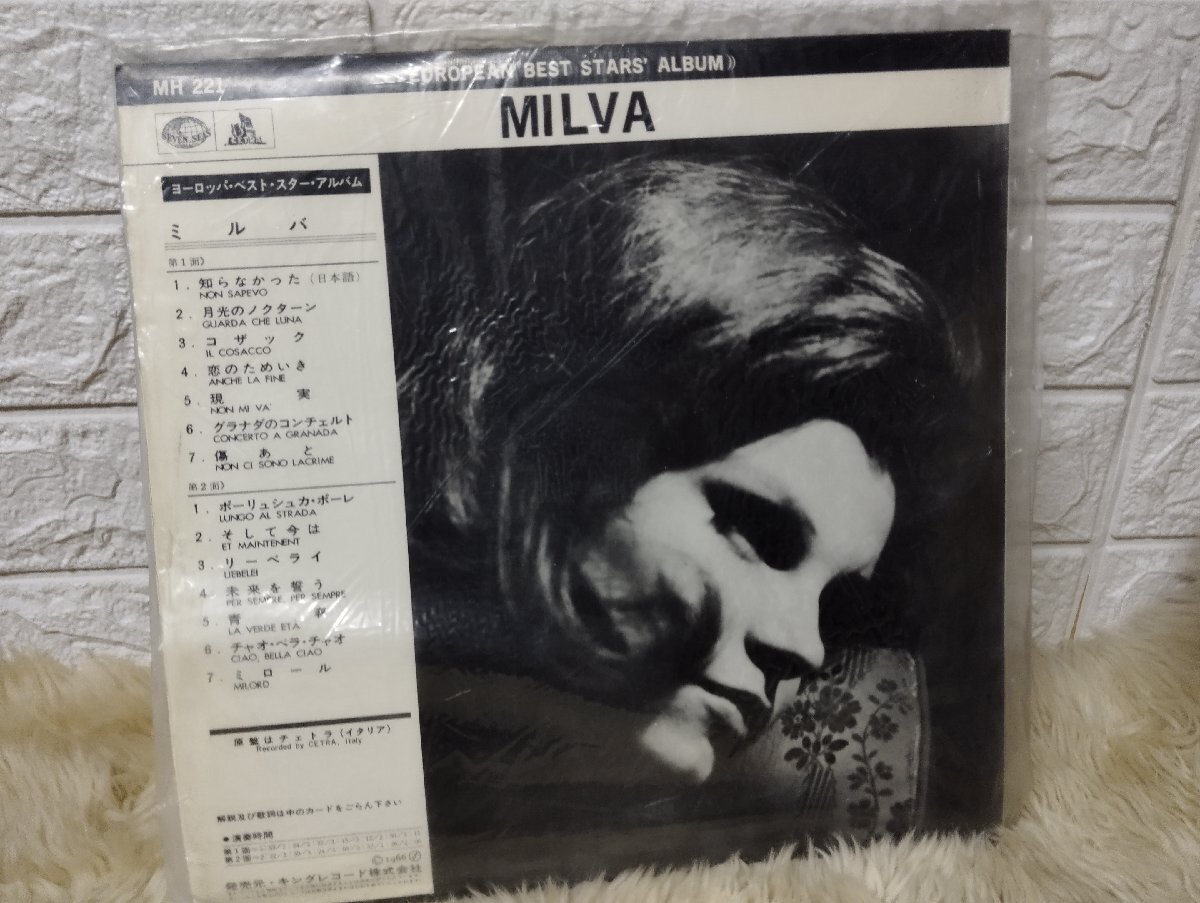 MH 221
EUROPEAN BEST STARS' ALBUM》
MILVA
SEVEN SEAS
ヨーロッパ・ベスト・スター・アルバム
ミルバ
第1面》
1. 知らなかった(日本語)
NON SAPEVO
2. 月光のノクターン
GUARDA CHE LUNA
3. コザック
IL COSACCO
4. 恋のためいき
ANCHE LA FINE
5. 現実
NON MI VA'
6. グラナダのコンチェルト
CONCERTO A GRANADA
7. 傷あと
NON CI SONO LACRIME
第2面》
1. ポーリュシュカ・ポーレ
LUNGO AL STRADA
2. そして今は
ET MAINTENENT
3. リーベライ
LIEBELEI
4. 未来を誓う
PER SEMPRE, PER SEMPRE
5. 青
LA VERDE ETA
6. チャオ・ベラ・チャオ
CIAO, BELLA CIAO
7. ミロール
MILORD
原盤はチェトラ(イタリア)
Recorded by CETRA, Italy
解説及び歌詞は中のカードをごらん下さい
●演奏時間
第1面
第2面
©1966
発売元・キングレコード株式会社